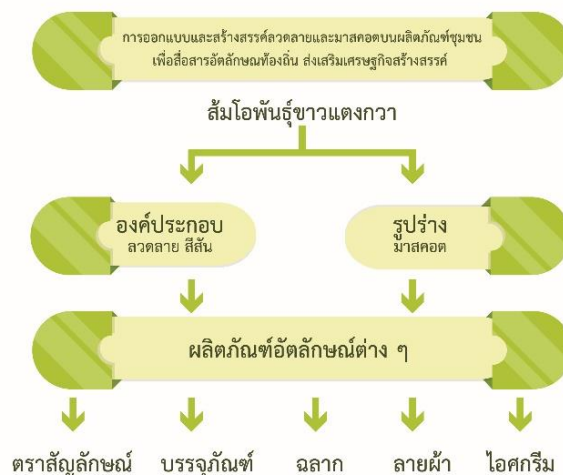 การออกแบบและสร้างสรรค์ลวดลายและมาสคอตบนผลิตภัณฑ์ชุมชน
เพื่อสื่อสารอัตลักษณท้องถิ่น ส่งเสริมเศรษฐกิจสร้างสรรค์
ส้มโอพันธุ์ขาวแตงกวา
องค์ประกอบ
ลวดลาย สีสัน
รูปร่าง
มาสคอต
ผลิตภัณฑ์อัตลักษณ์ต่าง ๆ
ตราสัญลักษณ์ บรรจุภัณฑ์ ฉลาก ลายผ้า ไอศกรีม